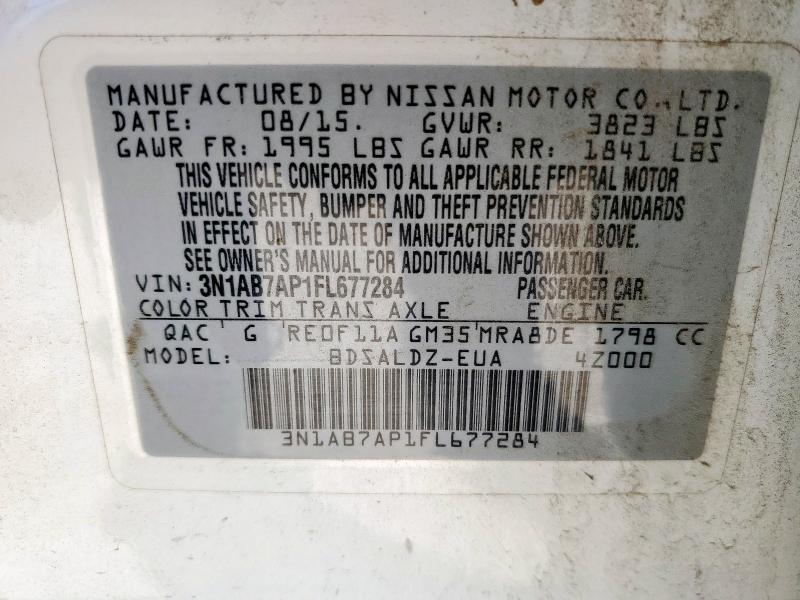 MANUFACTURED BY NISSAN MOTOR CO., LTD.
DATE: 08/15. GVWR: 3823 LBS
GAWR FR: 1995 LBS GAWR RR: 1841 LBS
THIS VEHICLE CONFORMS TO ALL APPLICABLE FEDERAL MOTOR
VEHICLE SAFETY, BUMPER AND THEFT PREVENTION STANDARDS
IN EFFECT ON THE DATE OF MANUFACTURE SHOWN ABOVE.
SEE OWNER'S MANUAL FOR ADDITIONAL INFORMATION.
VIN: 3N1AB7AP1FL677284 PASSENGER CAR.
COLOR TRIM TRANS AXLE ENGINE
QAC G RE0F11A GM35 MRA8DE 1798 CC
MODEL: BDSALDZ-EUA 4Z000
3N1AB7AP1FL677284